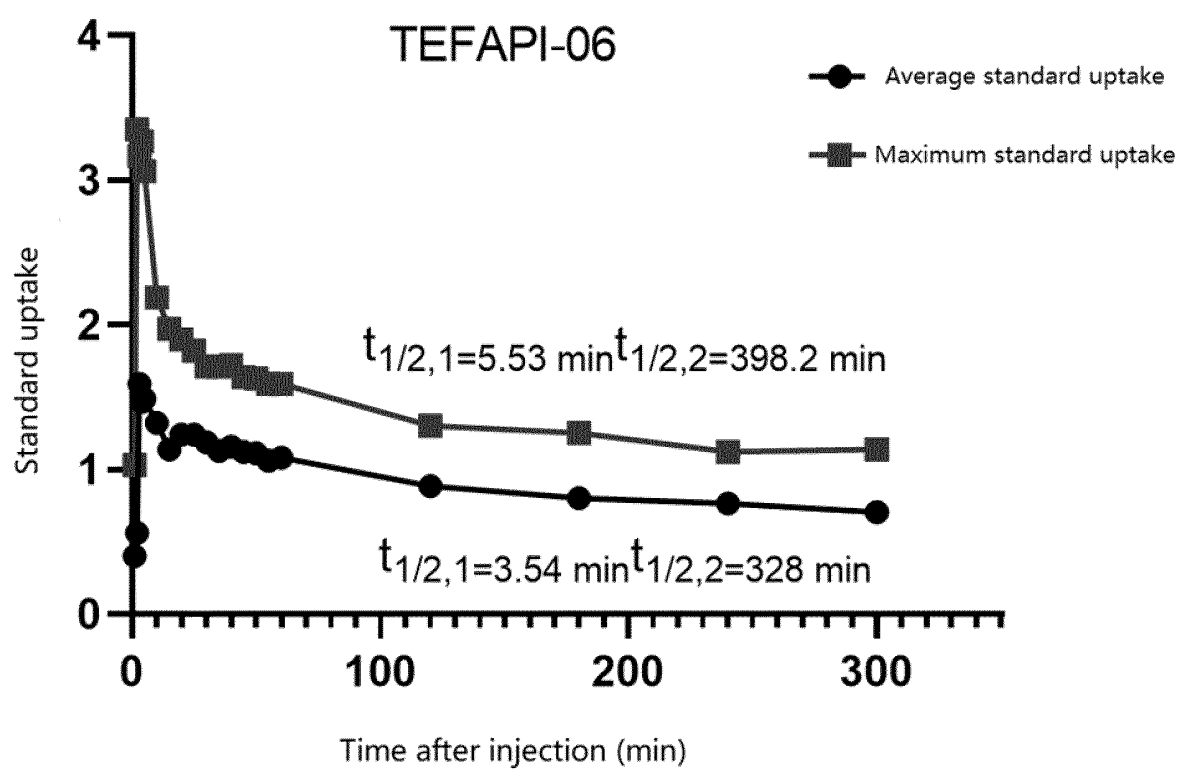 TEFAPI-06
Average standard uptake
Maximum standard uptake
Standard uptake
4
3
2
1
0
t1/2,1=5.53 mint1/2,2=398.2 min
t1/2,1=3.54 mint1/2,2=328 min
0 100 200 300
Time after injection (min)